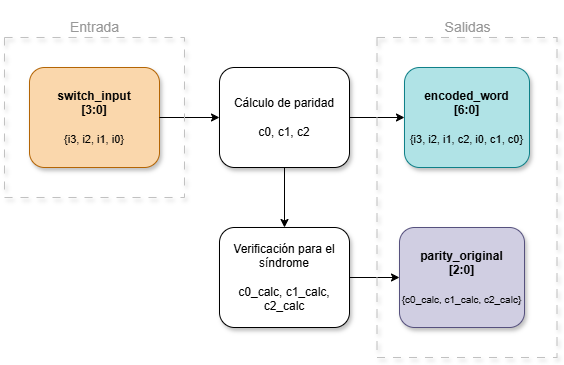 Entrada
Salidas
switch_input
[3:0]
{i3, i2, i1, i0}
Cálculo de paridad
c0, c1, c2
encoded_word
[6:0]
{i3, i2, i1, c2, i0, c1, c0}
Verificación para el
síndrome
c0_calc, c1_calc,
c2_calc
parity_original
[2:0]
{c0_calc, c1_calc, c2_calc}